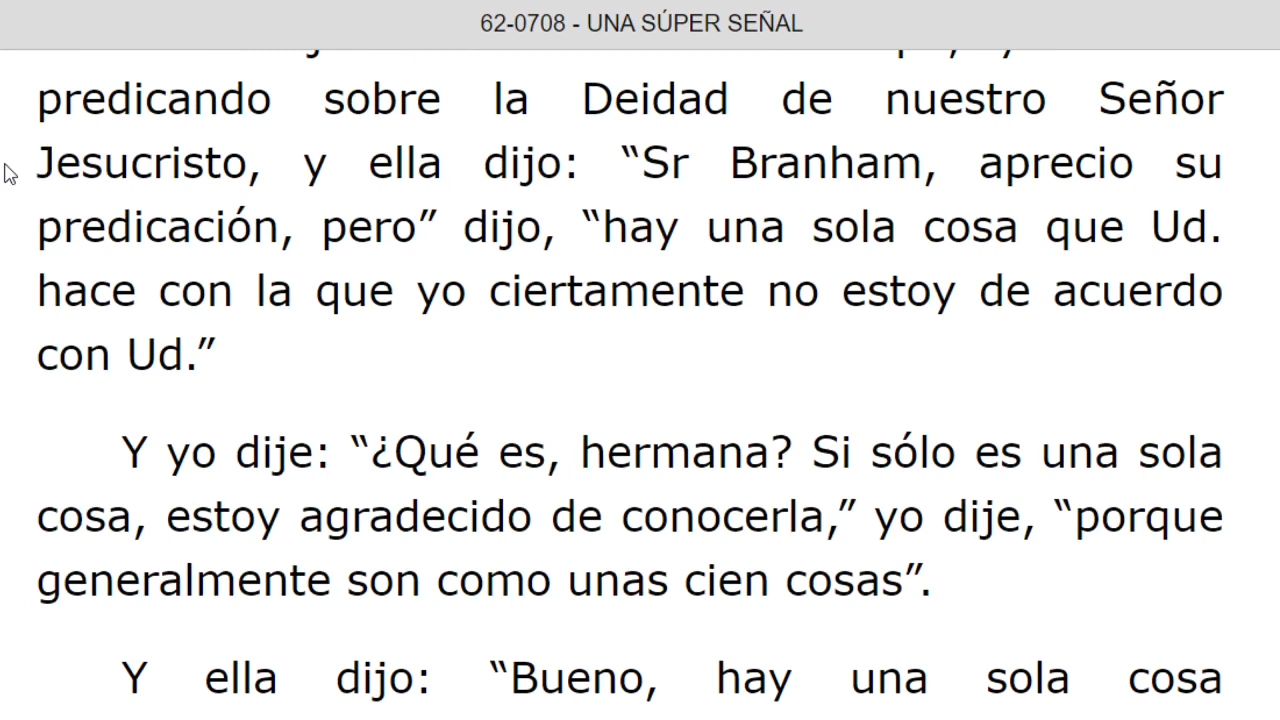 62-0708 - UNA SÚPER SEÑAL
predicando sobre la Deidad de nuestro Señor
Jesucristo, y ella dijo: “Sr Branham, aprecio su
predicación, pero” dijo, “hay una sola cosa que Ud.
hace con la que yo ciertamente no estoy de acuerdo
con Ud.”
Y yo dije: “¿Qué es, hermana? Si sólo es una sola
cosa, estoy agradecido de conocerla,” yo dije, “porque
generalmente son como unas cien cosas”.
Y ella dijo: “Bueno, hay una sola cosa